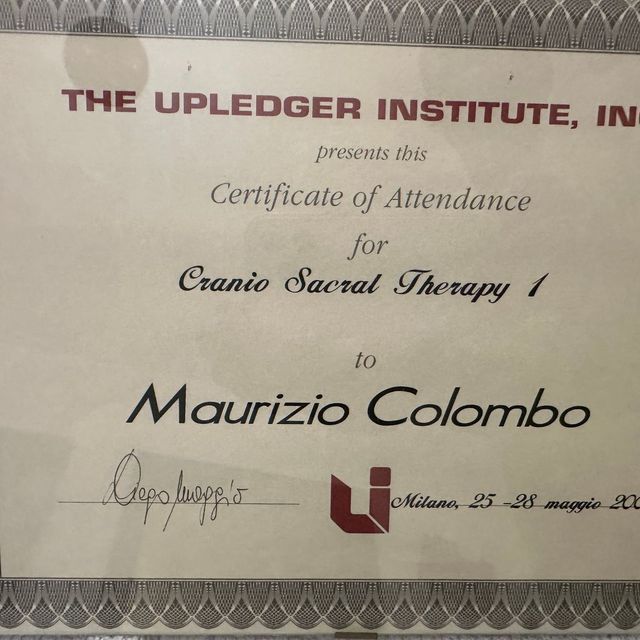 THE UPLEDGER INSTITUTE, IN
presents this
Certificate of Attendance
for
Cranio Sacral Therapy 1
to
Maurizio Colombo
Milano, 25 -28 maggio 200